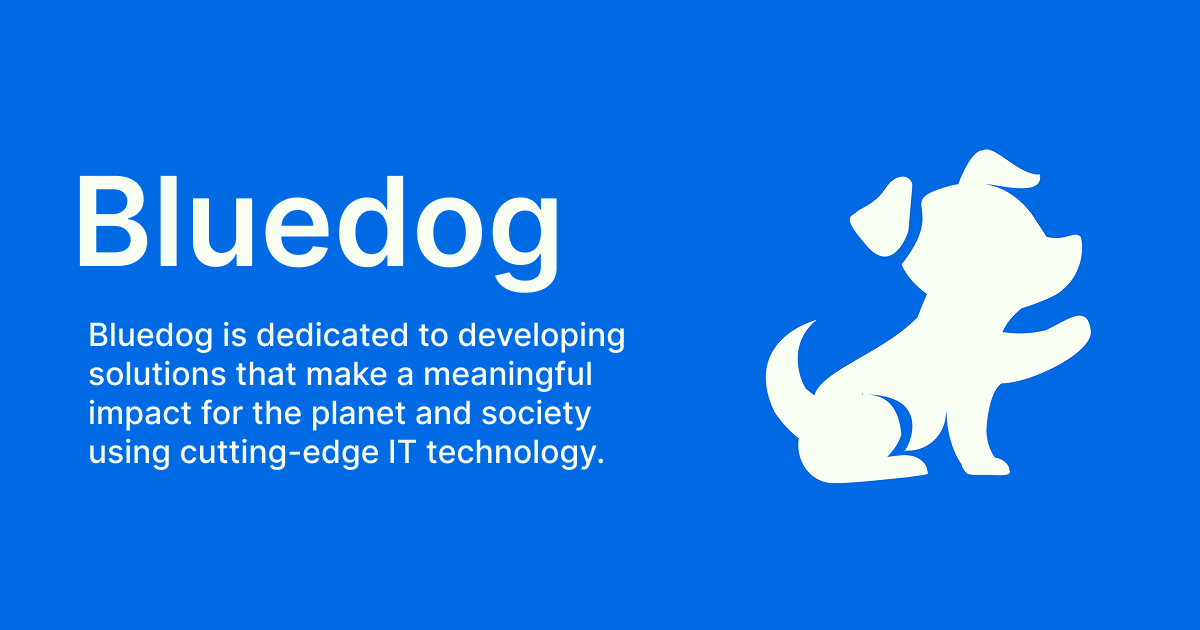 Bluedog
Bluedog is dedicated to developing
solutions that make a meaningful
impact for the planet and society
using cutting-edge IT technology.